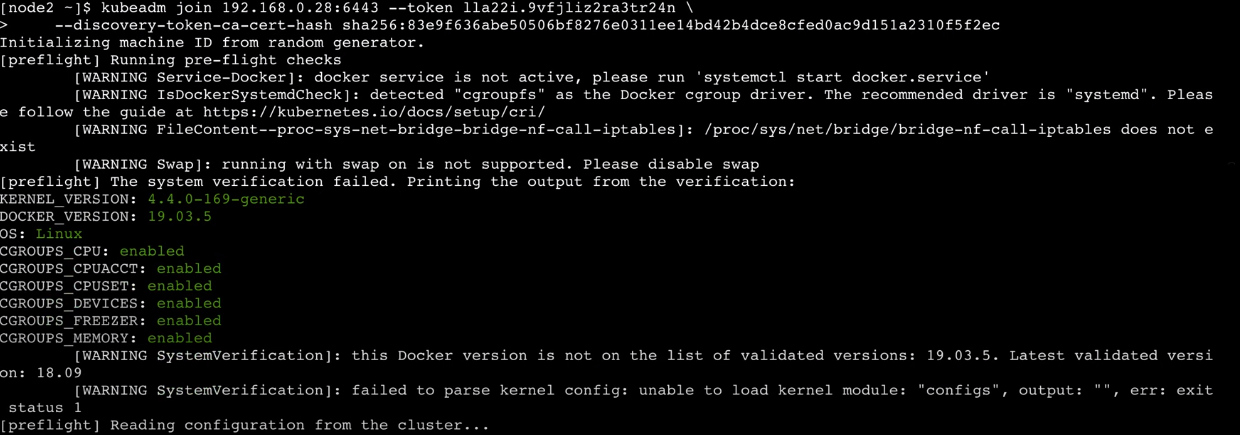 [node2 ~]$ kubeadm join 192.168.0.28:6443 --token lla22i.9vfjliz2ra3tr24n \
>     --discovery-token-ca-cert-hash sha256:83e9f636abe50506bf8276e0311ee14bd42b4dce8cfed0ac9d151a2310f5f2ec
Initializing machine ID from random generator.
[preflight] Running pre-flight checks
        [WARNING Service-Docker]: docker service is not active, please run 'systemctl start docker.service'
        [WARNING IsDockerSystemdCheck]: detected "cgroupfs" as the Docker cgroup driver. The recommended driver is "systemd". Pleas
e follow the guide at https://kubernetes.io/docs/setup/cri/
        [WARNING FileContent--proc-sys-net-bridge-bridge-nf-call-iptables]: /proc/sys/net/bridge/bridge-nf-call-iptables does not e
xist
        [WARNING Swap]: running with swap on is not supported. Please disable swap
[preflight] The system verification failed. Printing the output from the verification:
KERNEL_VERSION: 4.4.0-169-generic
DOCKER_VERSION: 19.03.5
OS: Linux
CGROUPS_CPU: enabled
CGROUPS_CPUACCT: enabled
CGROUPS_CPUSET: enabled
CGROUPS_DEVICES: enabled
CGROUPS_FREEZER: enabled
CGROUPS_MEMORY: enabled
        [WARNING SystemVerification]: this Docker version is not on the list of validated versions: 19.03.5. Latest validated versi
on: 18.09
        [WARNING SystemVerification]: failed to parse kernel config: unable to load kernel module: "configs", output: "", err: exit
 status 1
[preflight] Reading configuration from the cluster...